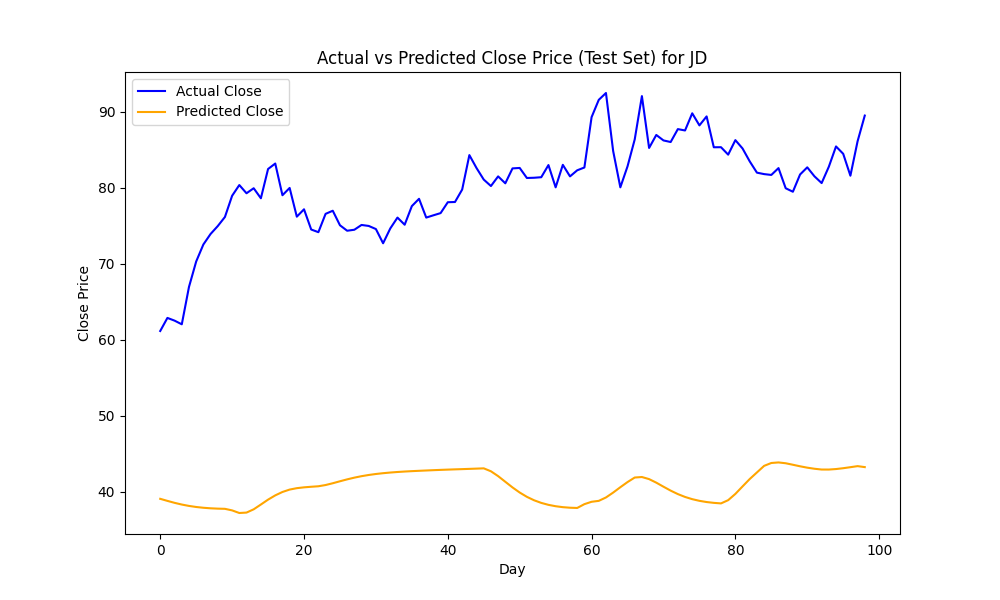 Actual vs Predicted Close Price (Test Set) for JD
Actual Close
Predicted Close
90
80
70
60
50
40
Close Price
0 20 40 60 80 100
Day